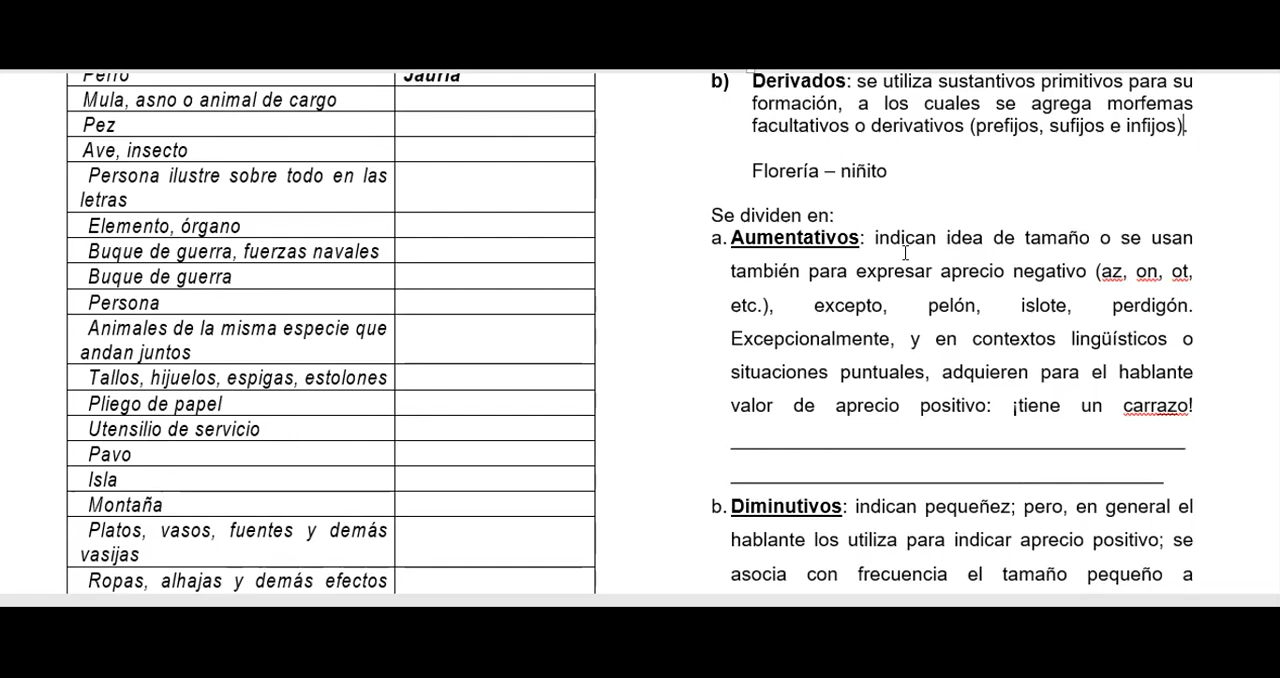 Perro Jauría
Mula, asno o animal de cargo
Pez
Ave, insecto
Persona ilustre sobre todo en las
letras
Elemento, órgano
Buque de guerra, fuerzas navales
Buque de guerra
Persona
Animales de la misma especie que
andan juntos
Tallos, hijuelos, espigas, estolones
Pliego de papel
Utensilio de servicio
Pavo
Isla
Montaña
Platos, vasos, fuentes y demás
vasijas
Ropas, alhajas y demás efectos
b) Derivados: se utiliza sustantivos primitivos para su
formación, a los cuales se agrega morfemas
facultativos o derivativos (prefijos, sufijos e infijos).
Florería – niñito
Se dividen en:
a. Aumentativos: indican idea de tamaño o se usan
también para expresar aprecio negativo (az, on, ot,
etc.), excepto, pelón, islote, perdigón.
Excepcionalmente, y en contextos lingüísticos o
situaciones puntuales, adquieren para el hablante
valor de aprecio positivo: ¡tiene un carrazo!
b. Diminutivos: indican pequeñez; pero, en general el
hablante los utiliza para indicar aprecio positivo; se
asocia con frecuencia el tamaño pequeño a